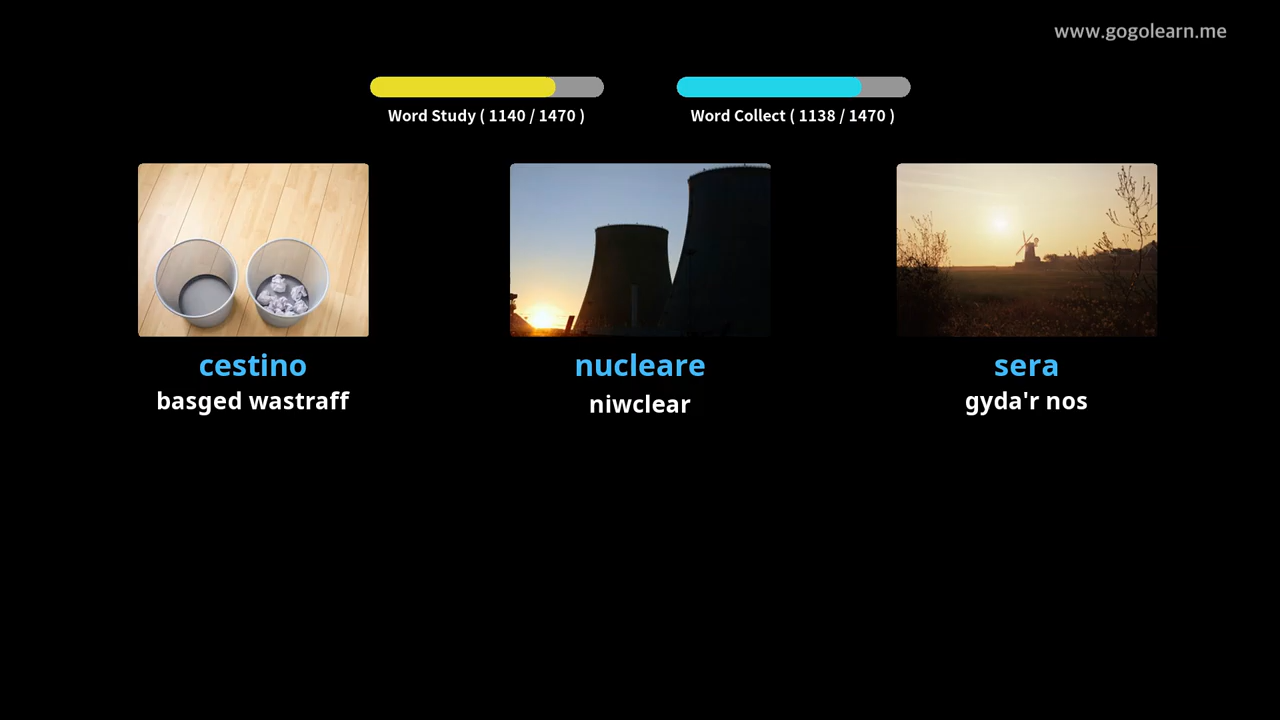 www.gogolearn.me
Word Study ( 1140 / 1470 )
Word Collect ( 1138 / 1470 )
cestino
basged wastraff
nucleare
niwclear
sera
gyda'r nos